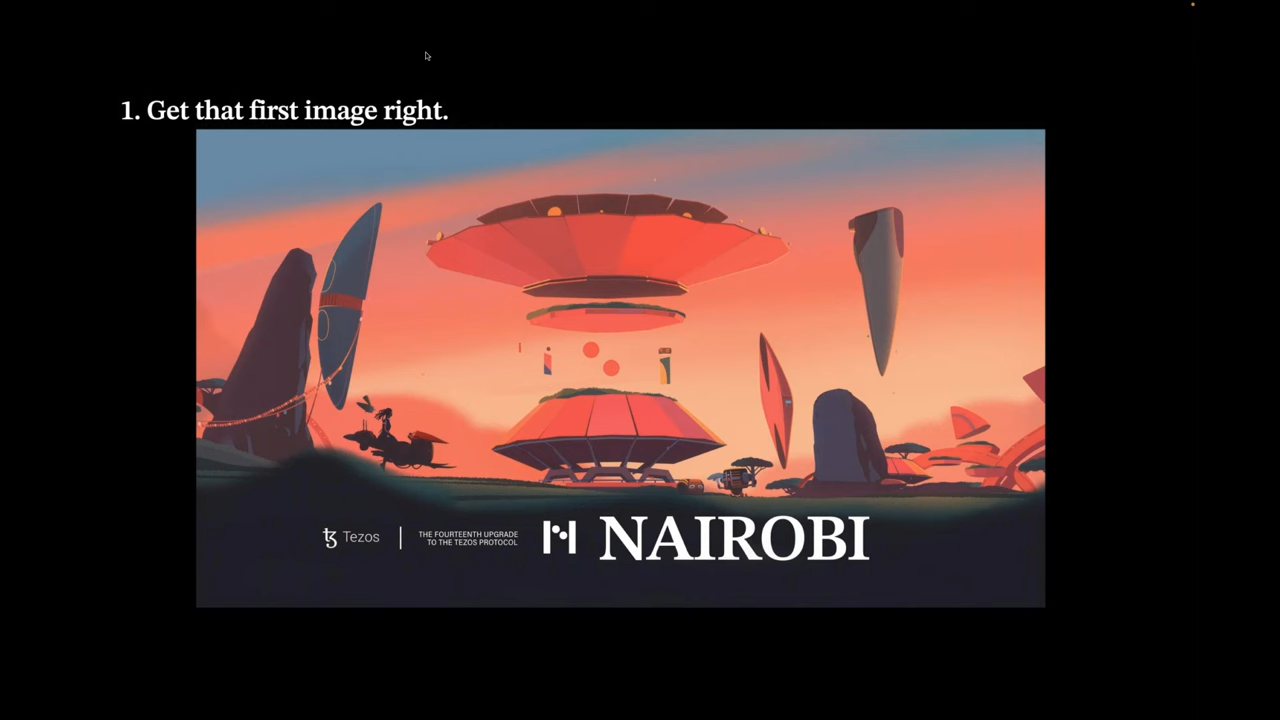 1. Get that first image right.
Tezos
THE FOURTEENTH UPGRADE
TO THE TEZOS PROTOCOL
NAIROBI